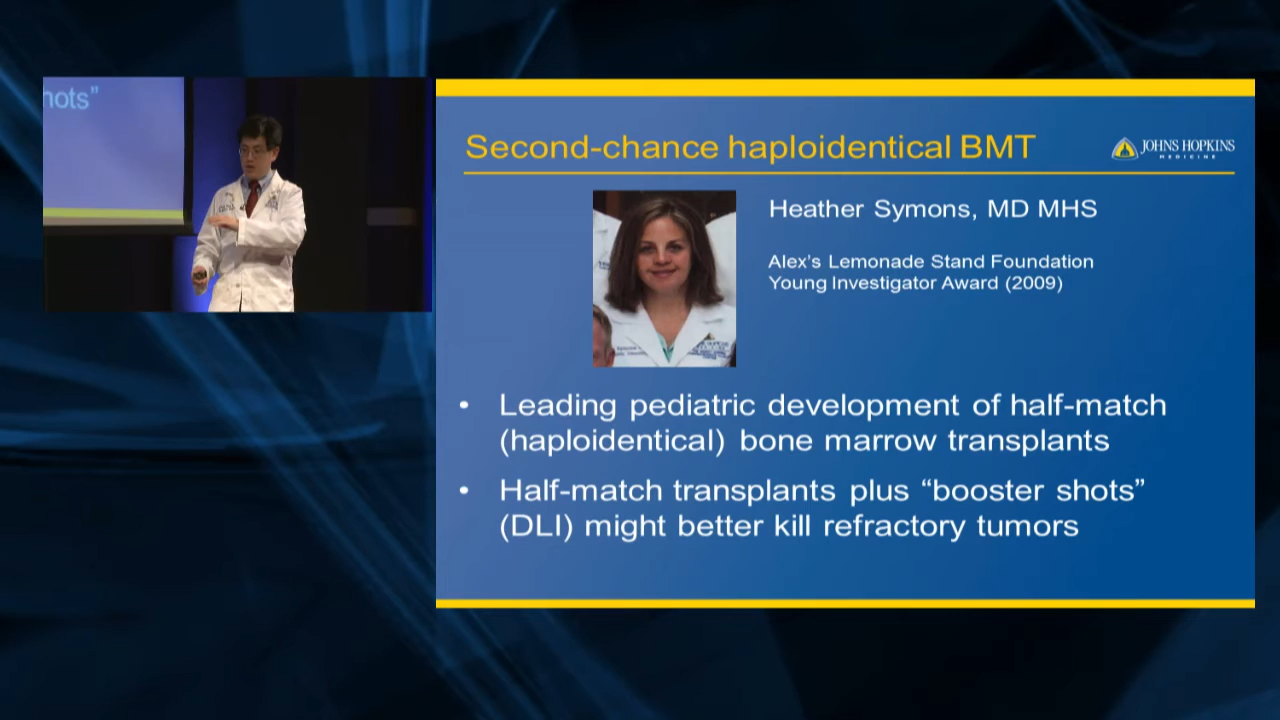 hots”
Second-chance haploidentical BMT
JOHNS HOPKINS
MEDICINE
Heather Symons, MD MHS
Alex’s Lemonade Stand Foundation
Young Investigator Award (2009)
• Leading pediatric development of half-match
(haploidentical) bone marrow transplants
• Half-match transplants plus “booster shots”
(DLI) might better kill refractory tumors